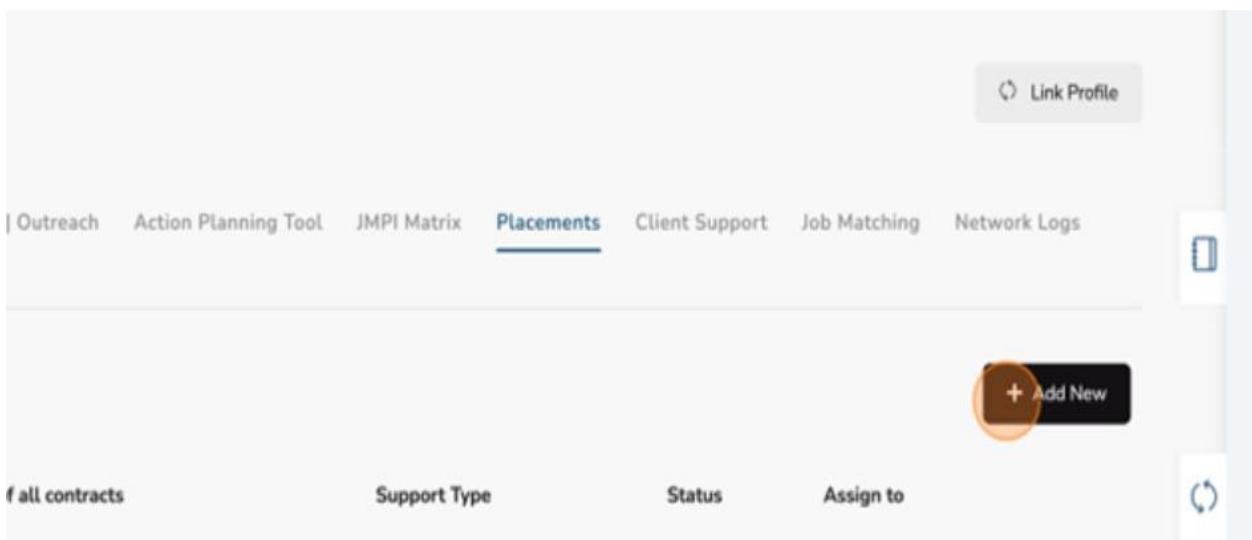 Link Profile
Outreach Action Planning Tool JMPI Matrix Placements Client Support Job Matching Network Logs
+ Add New
f all contracts Support Type Status Assign to